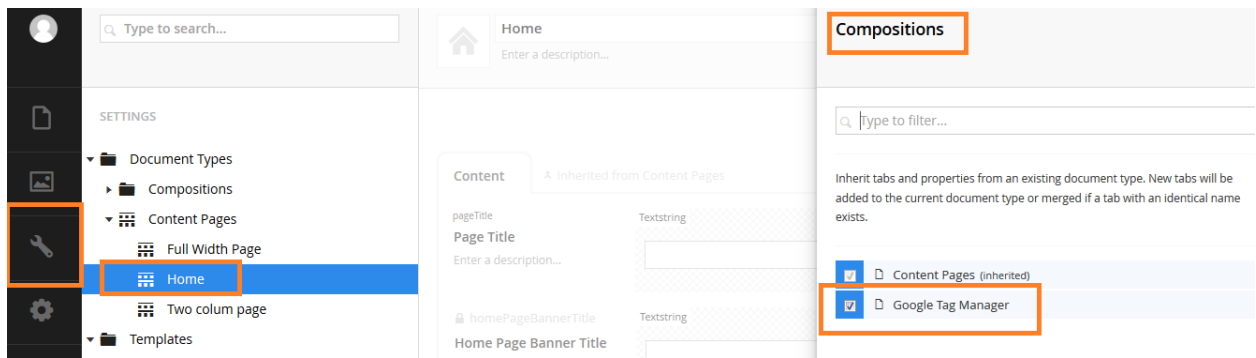 Type to search...
SETTINGS
Document Types
Compositions
Content Pages
Full Width Page
Home
Two colum page
Templates
Home
Enter a description...
Content
Inherited from Content Pages
pageTitle
Page Title
Enter a description...
Textstring
homePageBannerTitle
Home Page Banner Title
Textstring
Compositions
Type to filter...
Inherit tabs and properties from an existing document type. New tabs will be
added to the current document type or merged if a tab with an identical name
exists.
Content Pages (inherited)
Google Tag Manager